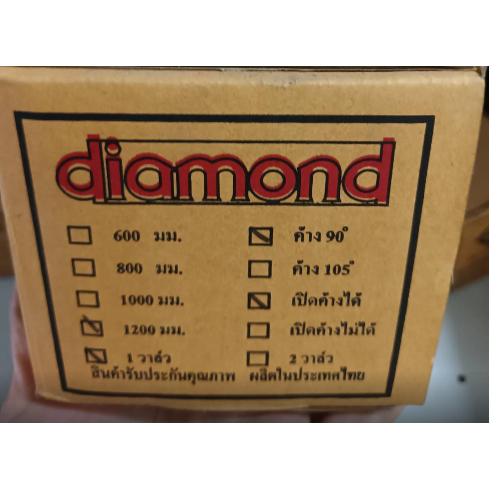 diamond
600 มม. ค้าง 90°
800 มม. ค้าง 105°
1000 มม. เปิดค้างได้
1200 มม. เปิดค้างไม่ได้
1 วาล์ว 2 วาล์ว
สินค้ารับประกันคุณภาพ ผลิตในประเทศไทย